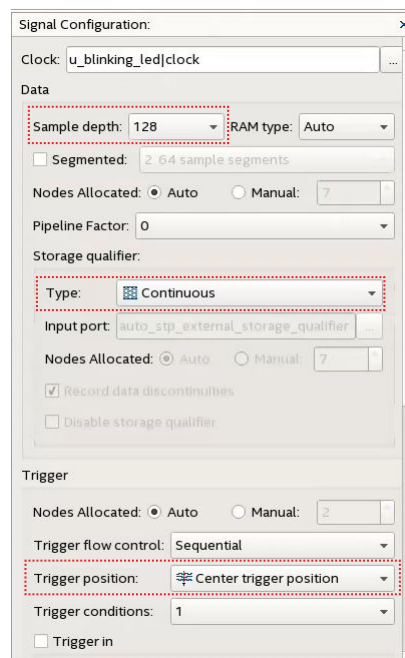 Signal Configuration:
Clock: u_blinking_led|clock ...
Data
Sample depth: 128 RAM type: Auto
Segmented: 2 64 sample segments
Nodes Allocated: Auto Manual: 7
Pipeline Factor: 0
Storage qualifier:
Type: Continuous
Input port: auto_stp_external_storage_qualifier ...
Nodes Allocated: Auto Manual: 7
Record data discontinuities
Disable storage qualifier
Trigger
Nodes Allocated: Auto Manual: 2
Trigger flow control: Sequential
Trigger position: Center trigger position
Trigger conditions: 1
Trigger in